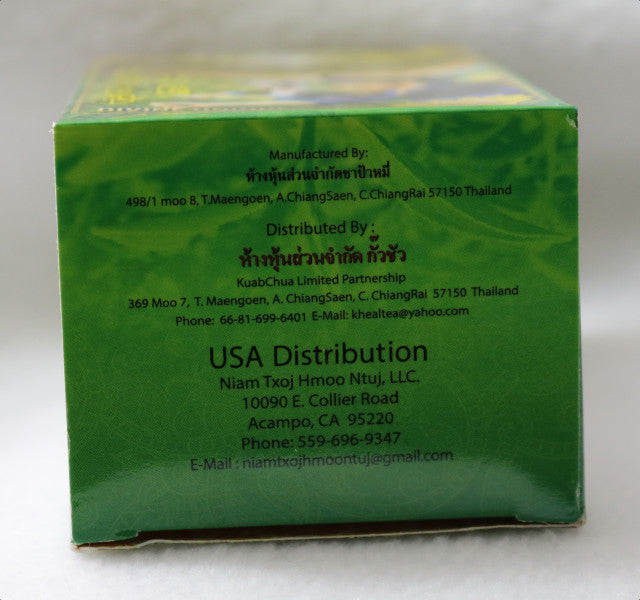 Manufactured By:
ห้างหุ้นส่วนจำกัดชาป้าหมี่
498/1 moo 8, T.Maengoen, A.ChiangSaen, C.ChiangRai 57150 Thailand
Distributed By :
ห้างหุ้นส่วนจำกัด กั๊วชัว
KuabChua Limited Partnership
369 Moo 7, T. Maengoen, A. ChiangSaen, C. ChiangRai 57150 Thailand
Phone: 66-81-699-6401 E-Mail: khealtea@yahoo.com
USA Distribution
Niam Txoj Hmoo Ntuj, LLC.
10090 E. Collier Road
Acampo, CA 95220
Phone: 559-696-9347
E-Mail : niamtxojhmoontuj@gmail.com